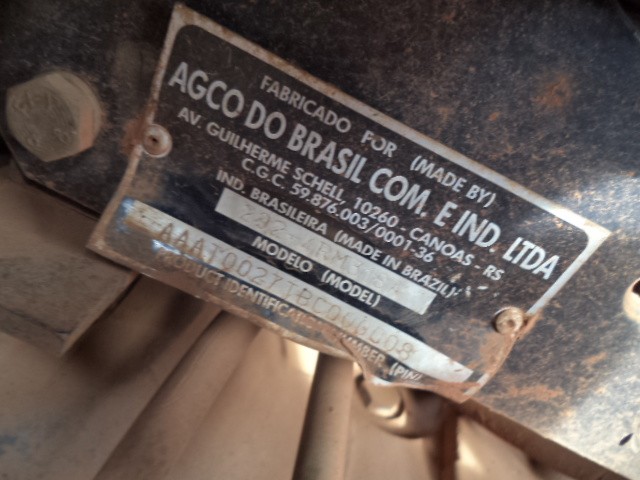 FABRICADO POR (MADE BY)
AGCO DO BRASIL COM. E IND. LTDA
AV. GUILHERME SCHELL, 10260 - CANOAS - RS
C.G.C. 59.876.003/0001-36
IND. BRASILEIRA (MADE IN BRAZIL)
MODELO (MODEL)
PRODUCT IDENTIFICATION NUMBER (PIN)